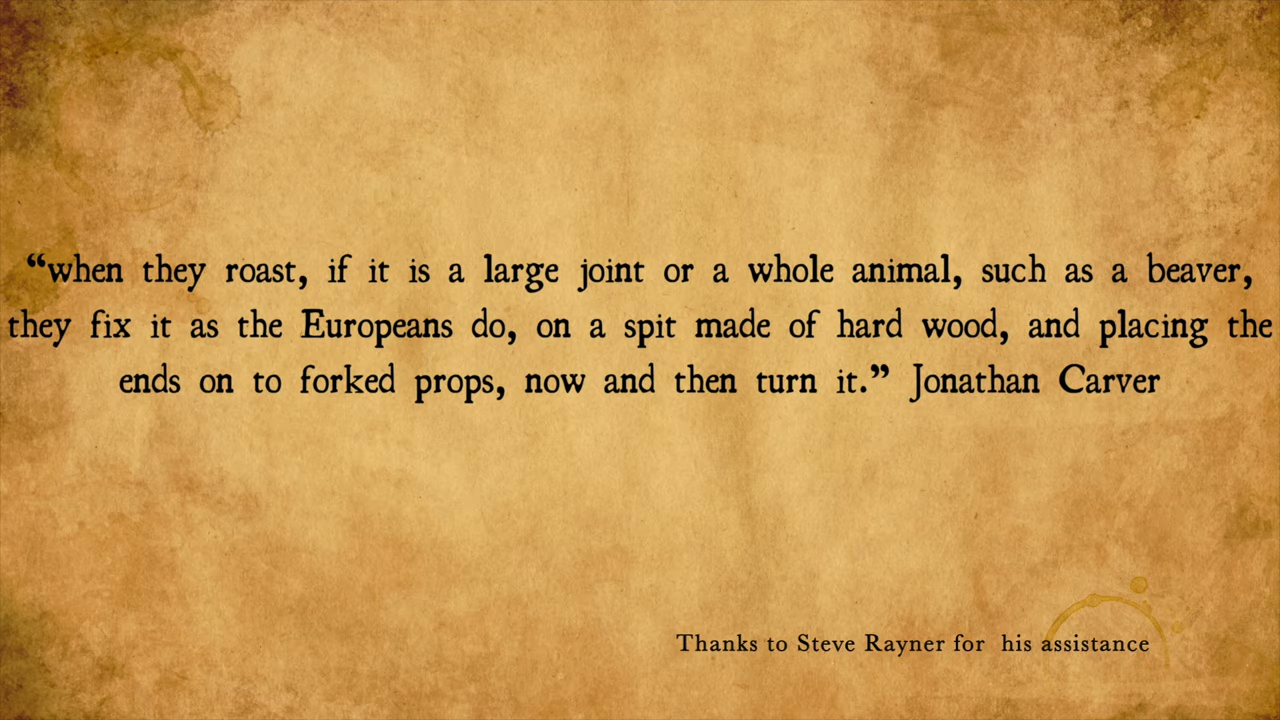 “when they roast, if it is a large joint or a whole animal, such as a beaver,
they fix it as the Europeans do, on a spit made of hard wood, and placing the
ends on to forked props, now and then turn it.” Jonathan Carver
Thanks to Steve Rayner for his assistance